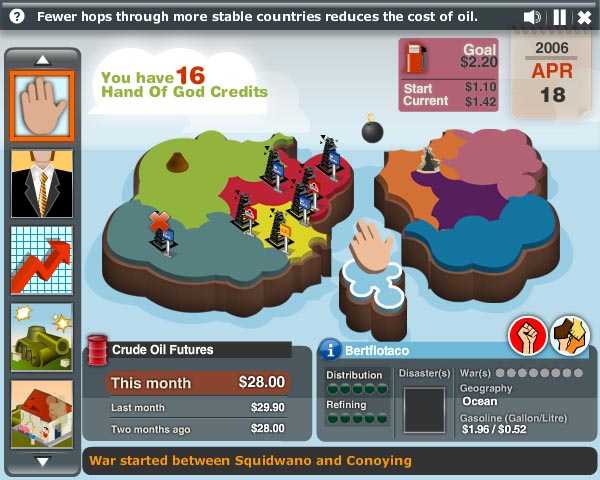 Fewer hops through more stable countries reduces the cost of oil.
You have 16
Hand Of God Credits
Goal
$2.20
Start $1.10
Current $1.42
2006
APR
18
Crude Oil Futures
This month $28.00
Last month $29.90
Two months ago $28.00
i Bertflotaco
Distribution
Refining
Disaster(s)
War(s)
Geography
Ocean
Gasoline (Gallon/Litre)
$1.96 / $0.52
War started between Squidwano and Conoying